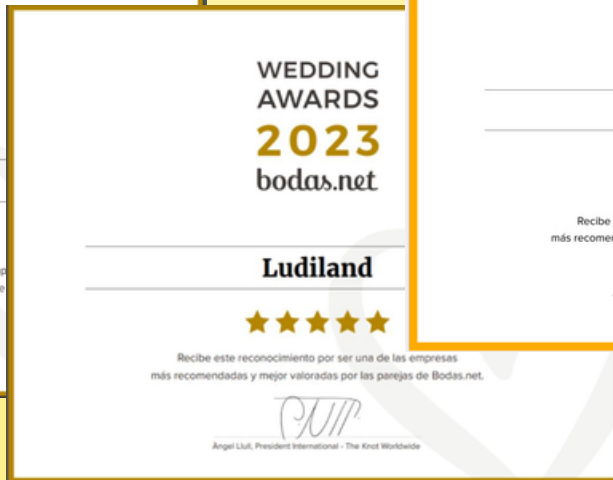 WEDDING
AWARDS
2023
bodas.net
Ludiland
Recibe este reconocimiento por ser una de las empresas
más recomendadas y mejor valoradas por las parejas de Bodas.net.
Àngel Llull, President International - The Knot Worldwide
Recibe
más recomen